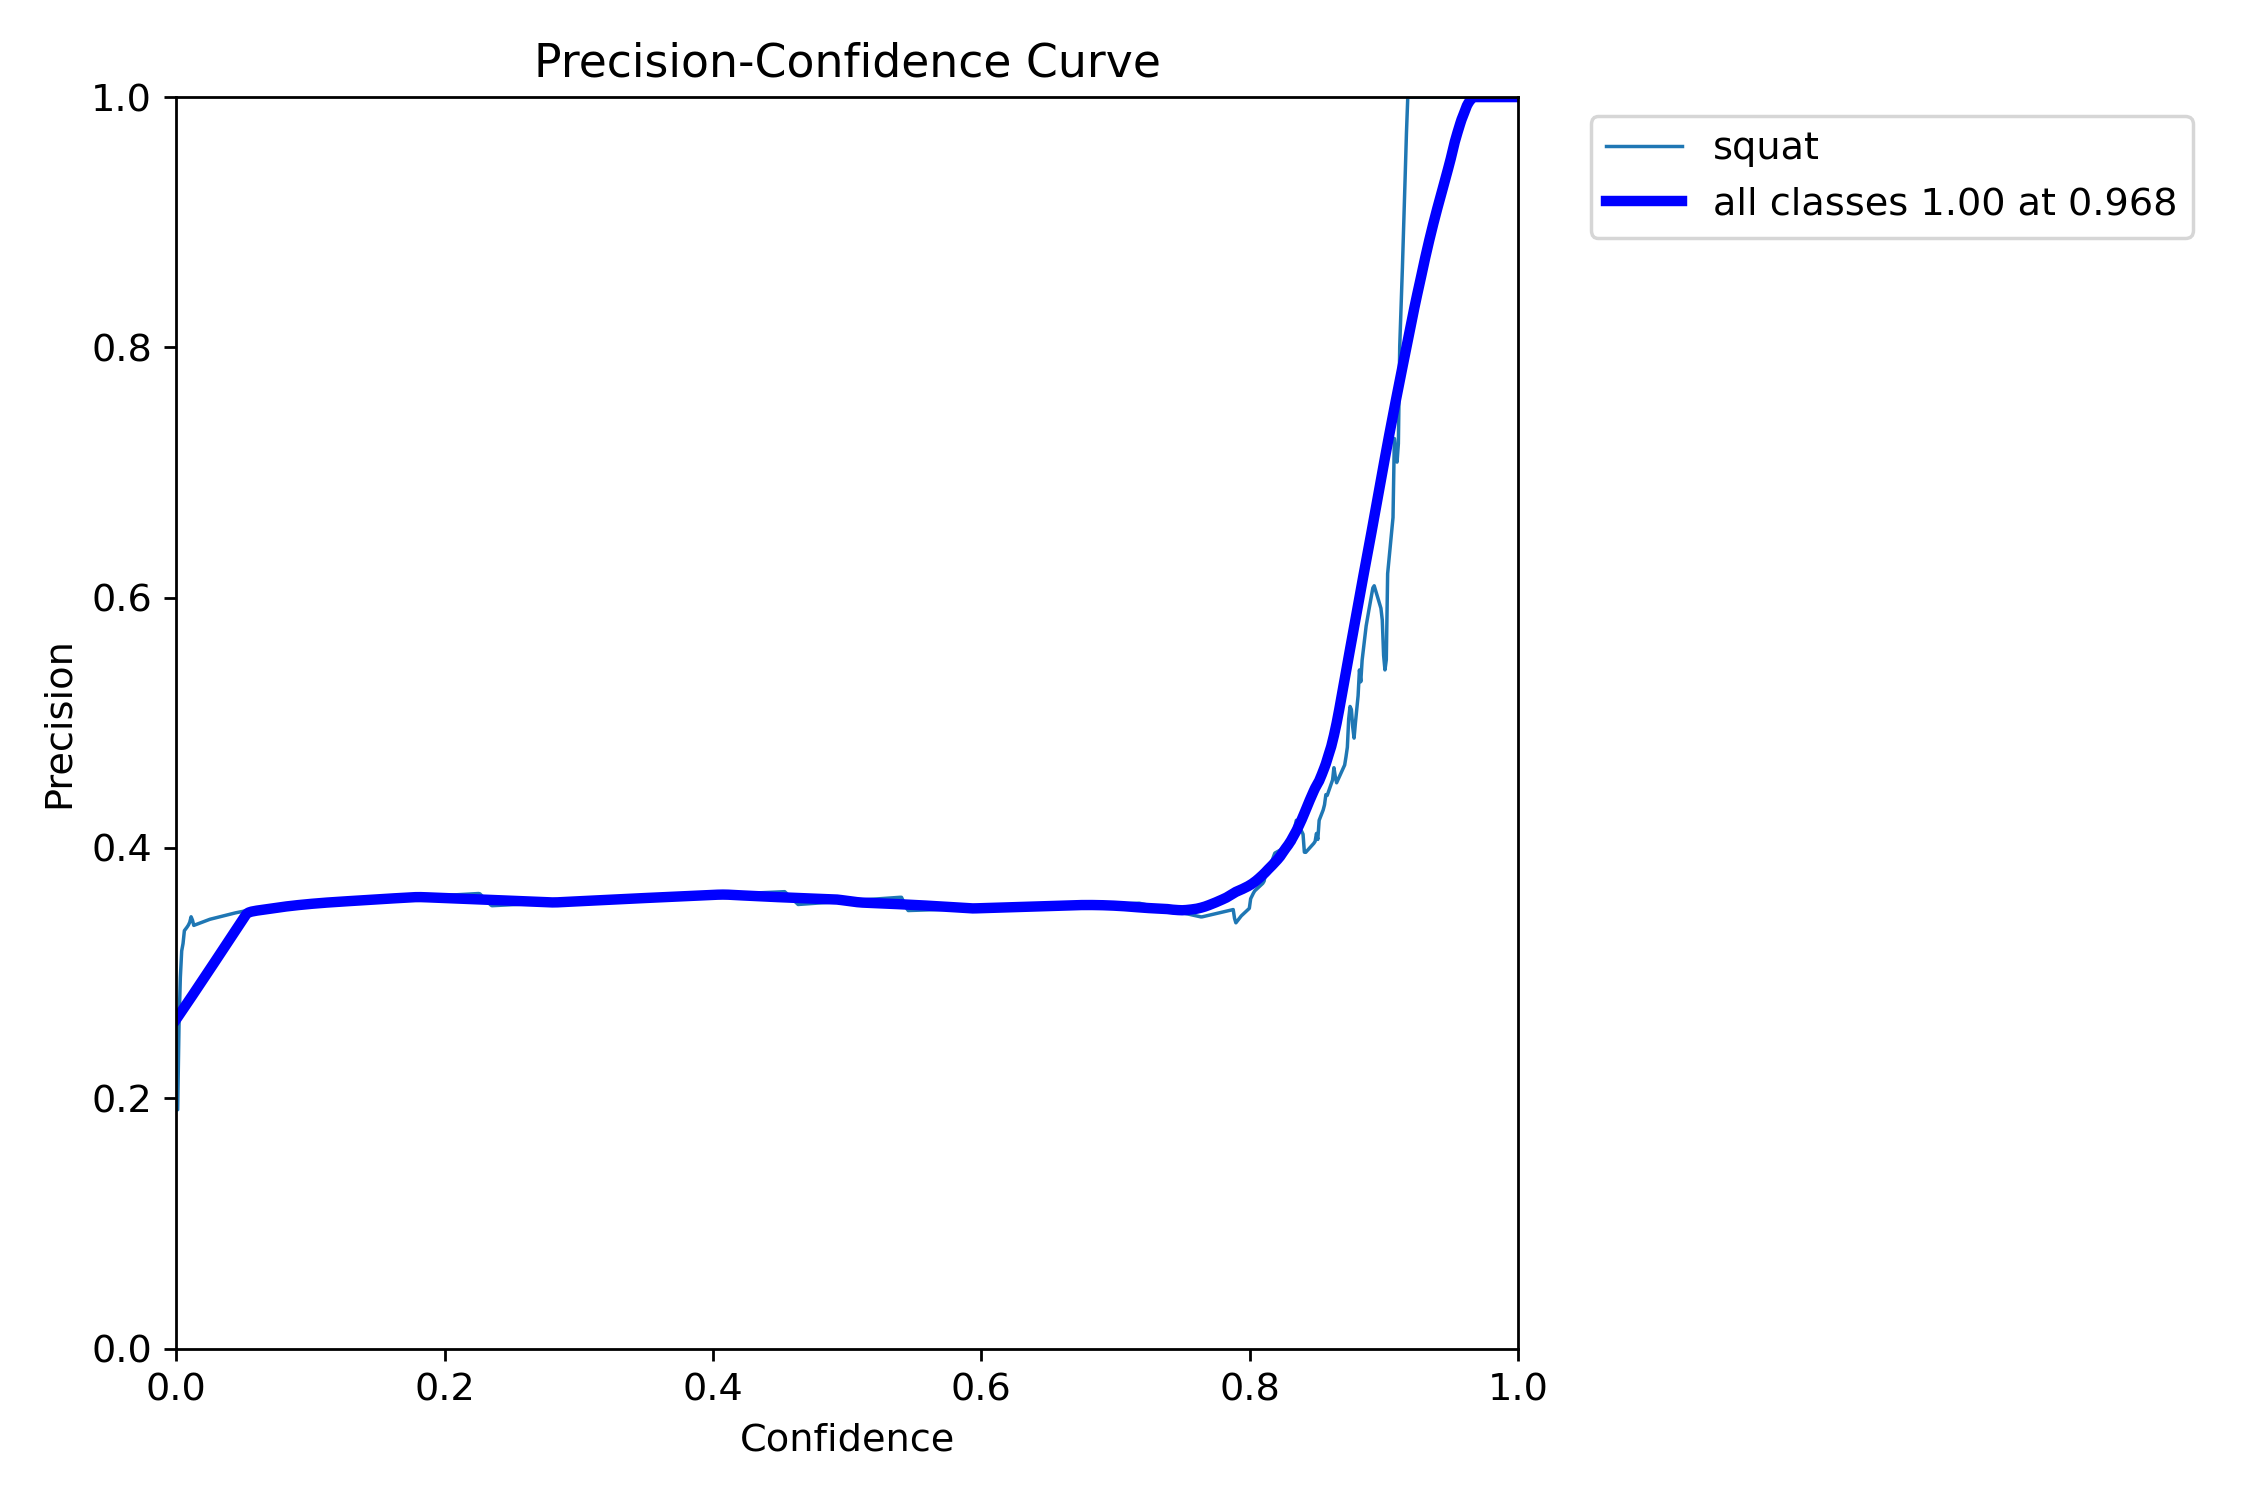 Precision-Confidence Curve
1.0
0.8
0.6
0.4
0.2
0.0
Precision
0.0 0.2 0.4 0.6 0.8 1.0
Confidence
squat
all classes 1.00 at 0.968